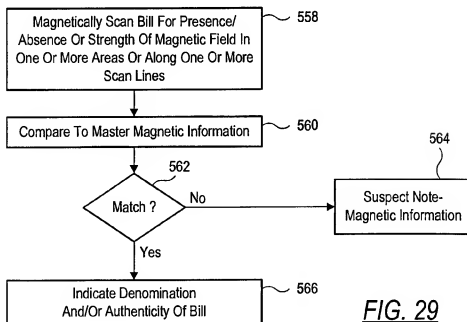 Magnetically Scan Bill For Presence/
Absence Or Strength Of Magnetic Field In
One Or More Areas Or Along One Or More
Scan Lines
558
Compare To Master Magnetic Information
560
562
Match ?
No
564
Suspect Note-
Magnetic Information
Yes
Indicate Denomination
And/Or Authenticity Of Bill
566
FIG. 29